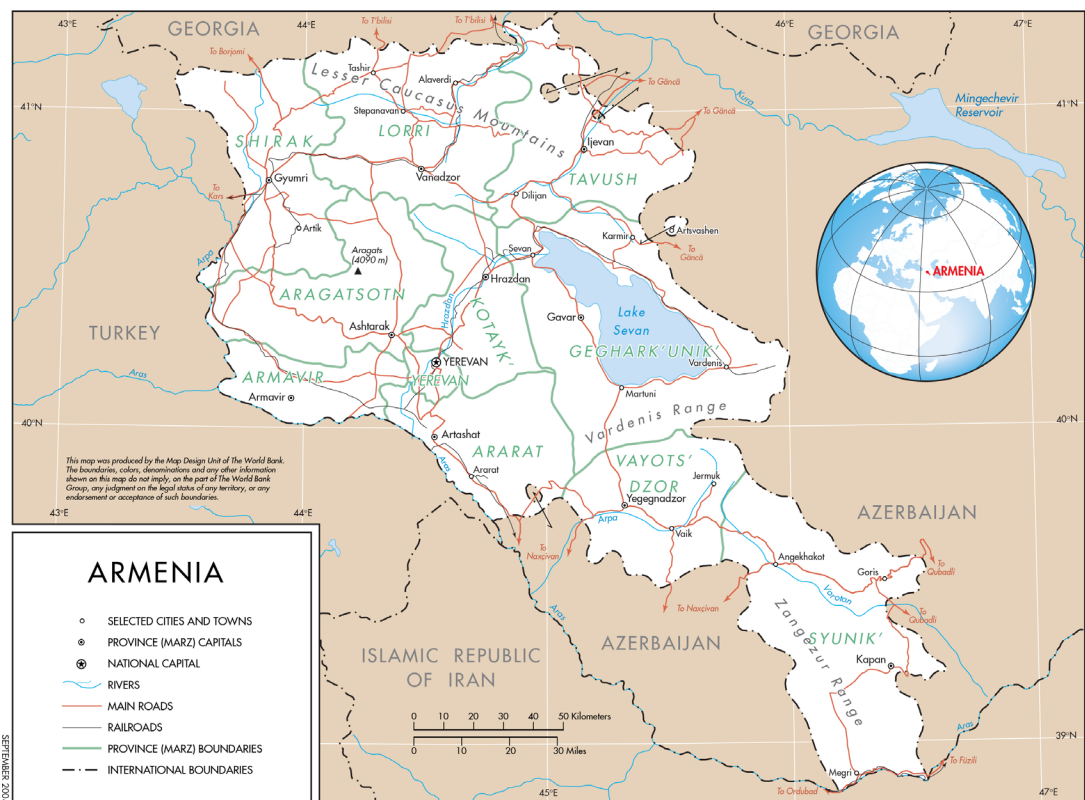 GEORGIA
44°E
To T'bilisi
To T'bilisi
46°E
GEORGIA
47°E
To Borjomi
Tashir
Alaverdi
Lesser Caucasus Mountains
To Gäncä
Kura
Mingechevir
Reservoir
41°N
41°N
Stepanavan
To Gäncä
SHIRAK
LORRI
Ijevan
Vanadzor
TAVUSH
Gyumri
To
Kars
Dilijan
Artik
Karmir
Artsvashen
To
Gäncä
Arpa
Aragats
(4090 m)
Sevan
ARMENIA
Hrazdan
ARAGATSOTN
Hrazdan
KOTAYK'
Gavar
Lake
Sevan
TURKEY
Ashtarak
GEGHARK'UNIK'
YEREVAN
Vardenis
Aras
ARMAVIR
YEREVAN
Armavir
Martuni
Vardenis Range
40°N
40°N
Artashat
ARARAT
VAYOTS'
DZOR
This map was produced by the Map Design Unit of The World Bank.
The boundaries, colors, denominations and any other information
shown on this map do not imply, on the part of The World Bank
Group, any judgment on the legal status of any territory, or any
endorsement or acceptance of such boundaries.
Aras
Ararat
Jermuk
Yegegnadzor
43°E
44°E
Arpa
Vaik
AZERBAIJAN
To
Naxçivan
Angekhakot
Goris
To
Qubadli
ARMENIA
To Naxçivan
Vorotan
Aras
To
Qubadli
SELECTED CITIES AND TOWNS
PROVINCE (MARZ) CAPITALS
NATIONAL CAPITAL
RIVERS
MAIN ROADS
RAILROADS
PROVINCE (MARZ) BOUNDARIES
INTERNATIONAL BOUNDARIES
AZERBAIJAN
Zangezur Range
SYUNIK'
ISLAMIC REPUBLIC
OF IRAN
Kapan
0 10 20 30 40 50 Kilometers
0 10 20 30 Miles
Aras
39°N
Megri
To Füzili
To Ordubad
43°E
45°E
47°E